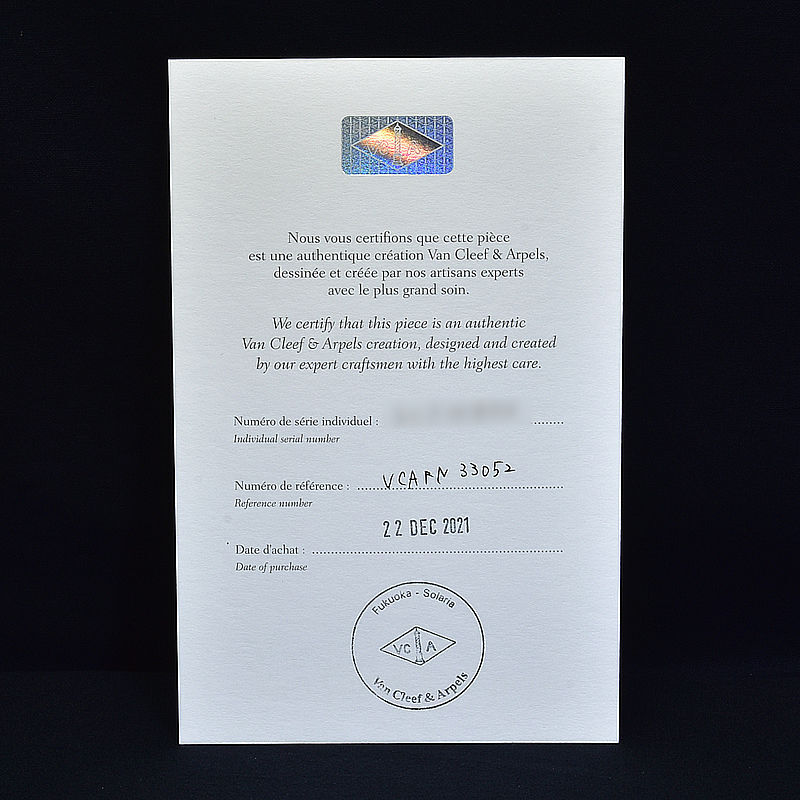 VCA
Nous vous certifions que cette pièce
est une authentique création Van Cleef & Arpels,
dessinée et créée par nos artisans experts
avec le plus grand soin.
We certify that this piece is an authentic
Van Cleef & Arpels creation, designed and created
by our expert craftsmen with the highest care.
Numéro de série individuel :
Individual serial number
Numéro de référence : VCARN 33052
Reference number
22 DEC 2021
Date d'achat :
Date of purchase
Fukuoka - Solaria
VC A
Van Cleef & Arpels